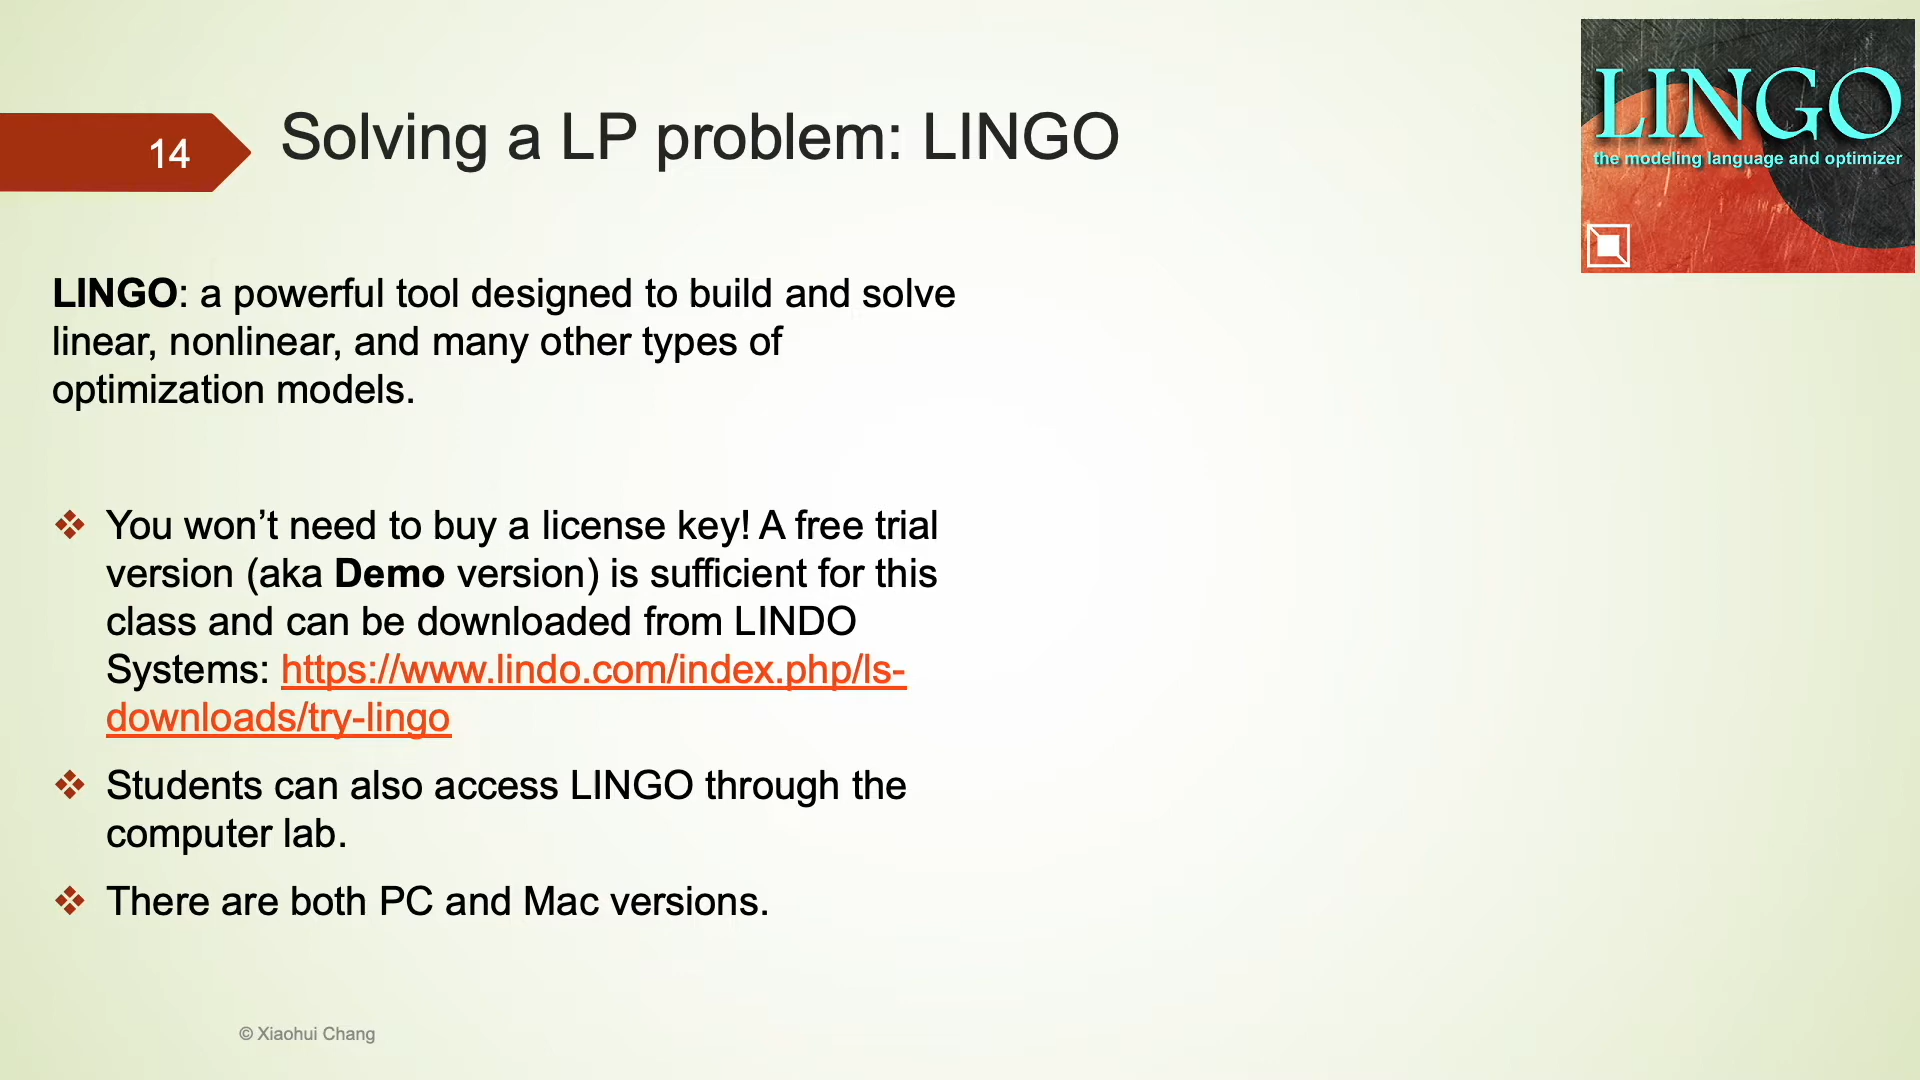 14
Solving a LP problem: LINGO
LINGO
the modeling language and optimizer
LINGO: a powerful tool designed to build and solve
linear, nonlinear, and many other types of
optimization models.
❖ You won’t need to buy a license key! A free trial
version (aka Demo version) is sufficient for this
class and can be downloaded from LINDO
Systems: https://www.lindo.com/index.php/ls-
downloads/try-lingo
❖ Students can also access LINGO through the
computer lab.
❖ There are both PC and Mac versions.
© Xiaohui Chang